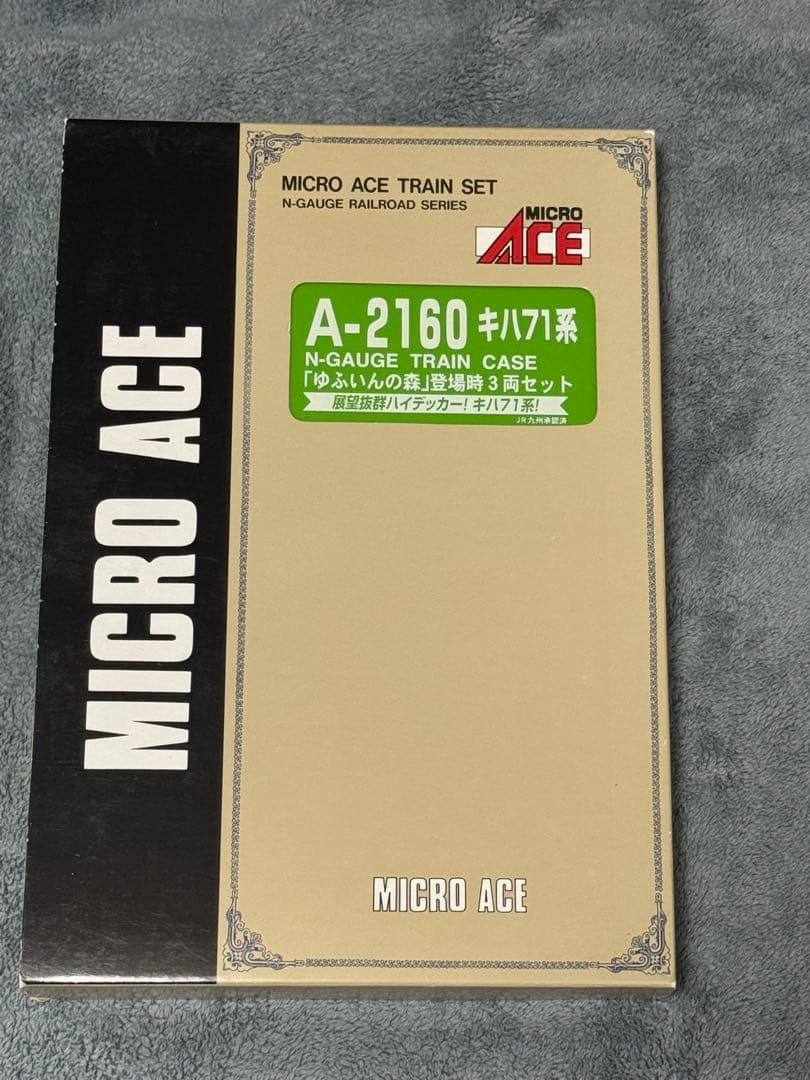 MICRO ACE
MICRO ACE TRAIN SET
N-GAUGE RAILROAD SERIES
MICRO
ACE
A-2160 キハ71系
N-GAUGE TRAIN CASE
「ゆふいんの森」登場時3両セット
展望抜群ハイデッカー!キハ71系!
JR九州承認済
MICRO ACE